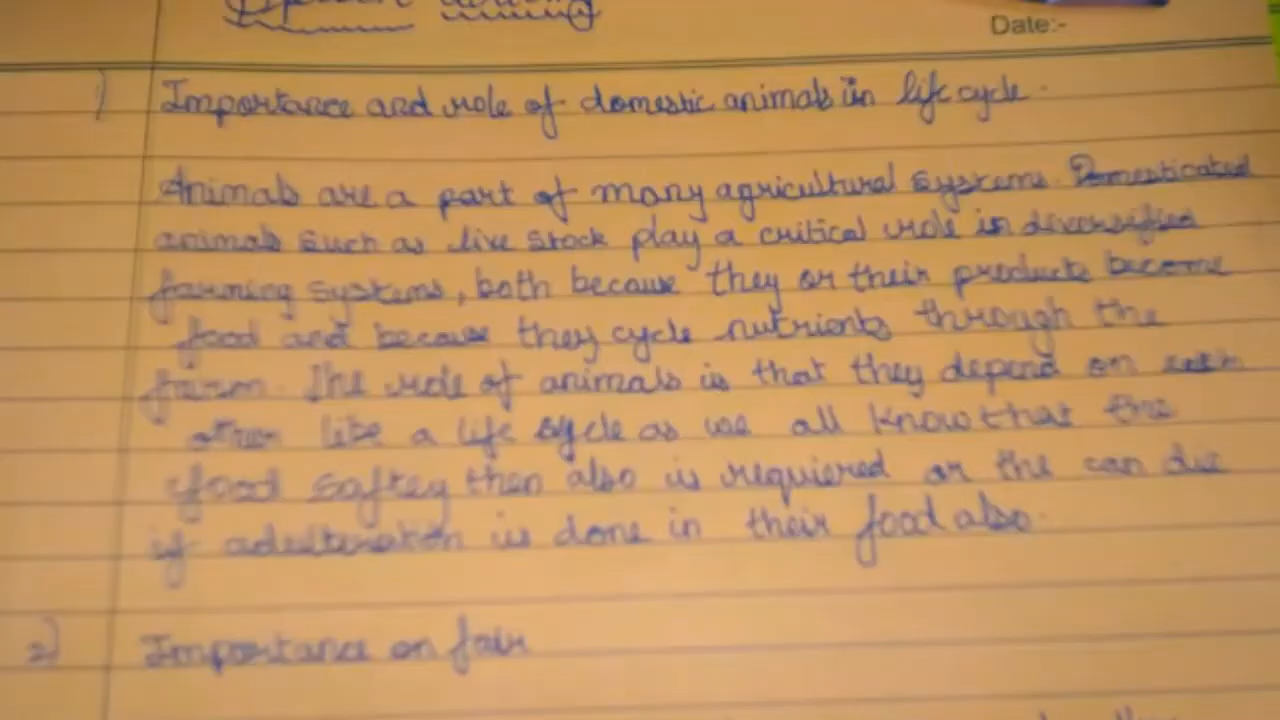 Date:-
1) Importance and role of domestic animals in life cycle.
Animals are a part of many agricultural systems. Domesticated
animals such as live stock play a critical role in diversified
farming systems, both because they or their products become
food and because they cycle nutrients through the
farm. The role of animals is that they depend on each
other like a life cycle as we all know that the
food saftey then also is requiered or the can die
if adulteration is done in their food also.
2) Importance on fair